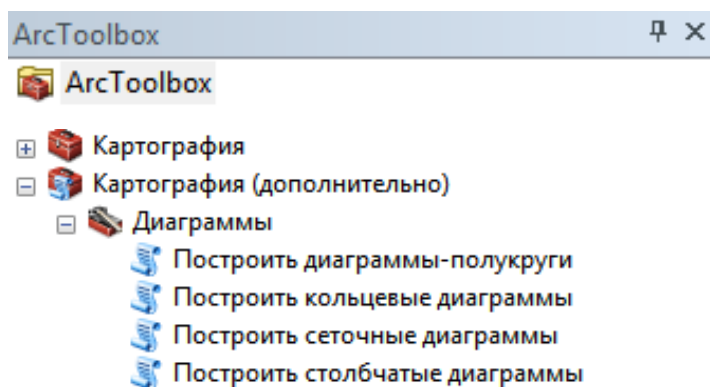 ArcToolbox
ArcToolbox
Картография
Картография (дополнительно)
Диаграммы
Построить диаграммы-полукруги
Построить кольцевые диаграммы
Построить сеточные диаграммы
Построить столбчатые диаграммы